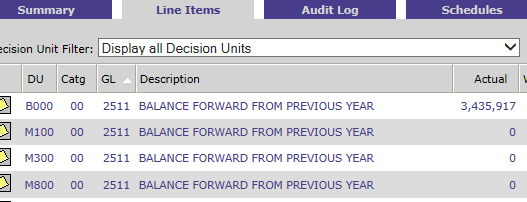 Summary Line Items Audit Log Schedules
ecision Unit Filter: Display all Decision Units
DU Catg GL Description Actual
B000 00 2511 BALANCE FORWARD FROM PREVIOUS YEAR 3,435,917
M100 00 2511 BALANCE FORWARD FROM PREVIOUS YEAR 0
M300 00 2511 BALANCE FORWARD FROM PREVIOUS YEAR 0
M800 00 2511 BALANCE FORWARD FROM PREVIOUS YEAR 0